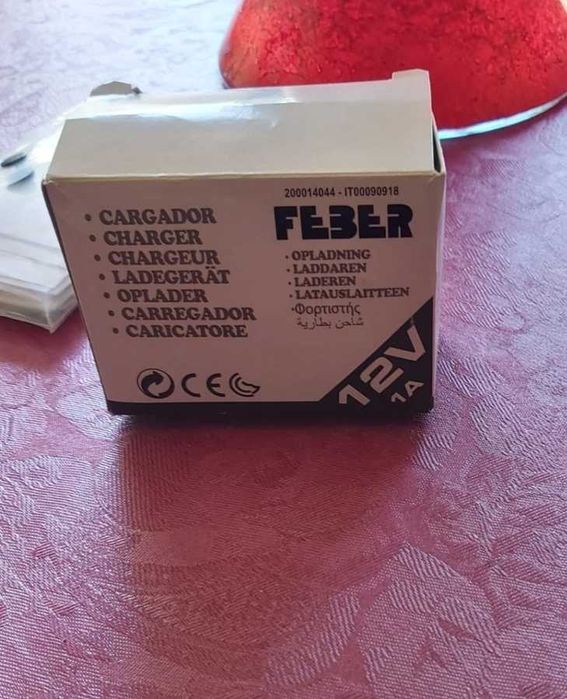 200014044 - IT00090918
FEBER
• CARGADOR
• CHARGER
• CHARGEUR
• LADEGERÄT
• OPLADER
• CARREGADOR
• CARICATORE
• OPLADNING
• LADDAREN
• LADEREN
• LATAUSLAITTEEN
• Φορτιστής
شاحن بطارية
CE
12V
1A